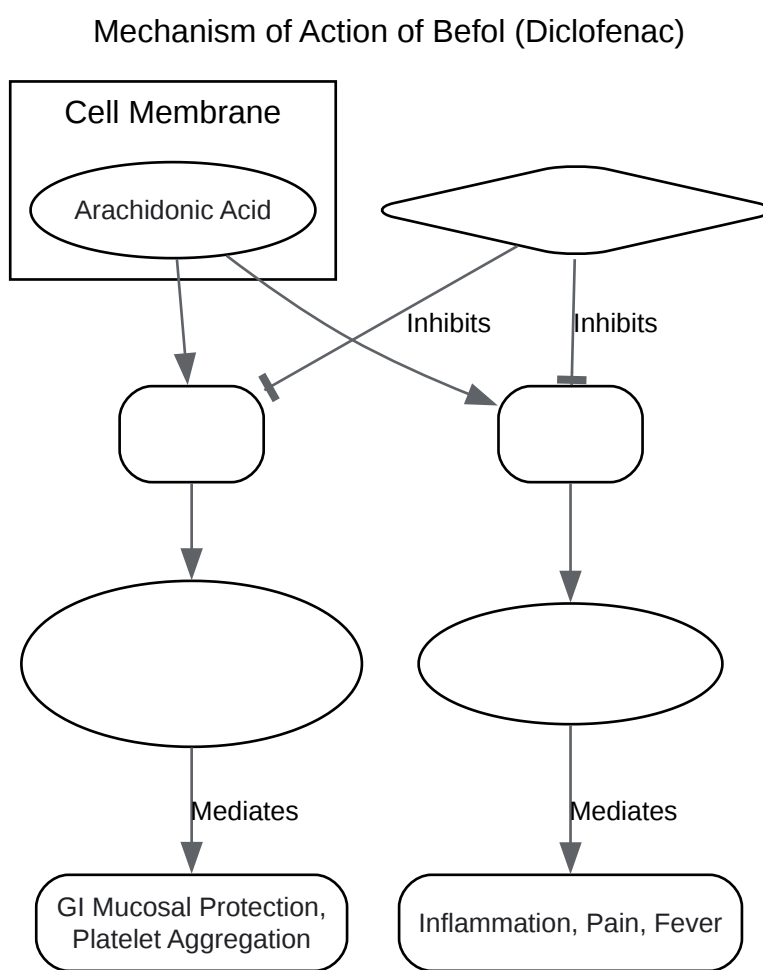 Mechanism of Action of Befol (Diclofenac)
Cell Membrane
Arachidonic Acid
Inhibits
Inhibits
Mediates
Mediates
GI Mucosal Protection,
Platelet Aggregation
Inflammation, Pain, Fever